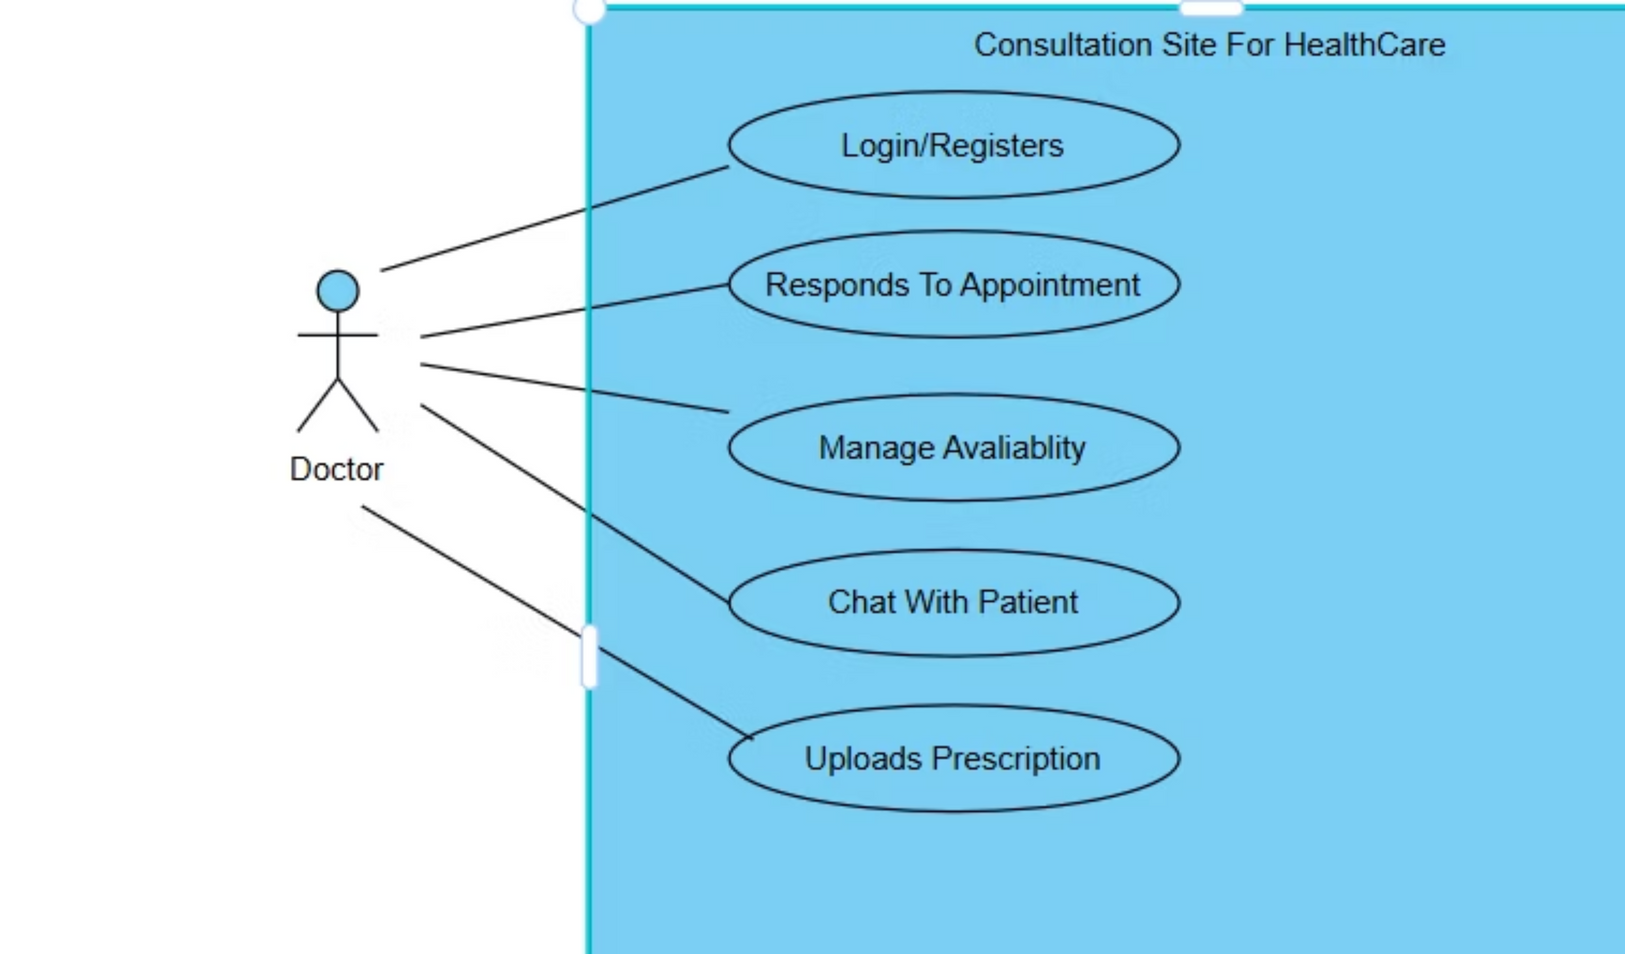 Consultation Site For HealthCare
Login/Registers
Responds To Appointment
Manage Avaliablity
Doctor
Chat With Patient
Uploads Prescription